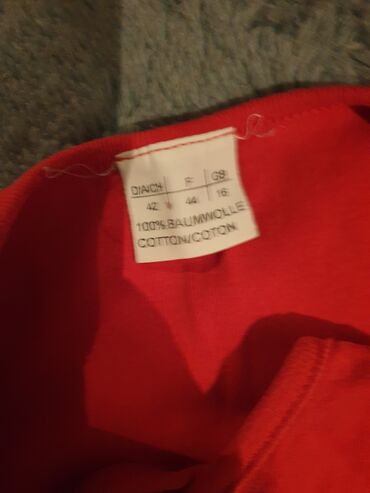 D/A/CH F GB
42 44 16
100% BAUMWOLLE
COTTON/COTON